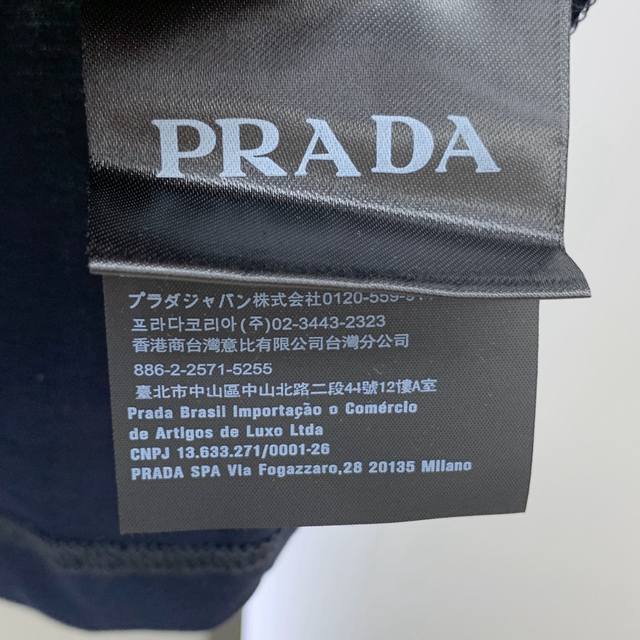 PRADA
プラダジャパン株式会社0120-559-
프라다코리아(주)02-3443-2323
香港商台灣意比有限公司台灣分公司
886-2-2571-5255
臺北市中山區中山北路二段44號12樓A室
Prada Brasil Importação o Comércio
de Artigos de Luxo Ltda
CNPJ 13.633.271/0001-26
PRADA SPA Via Fogazzaro,28 20135 Milano